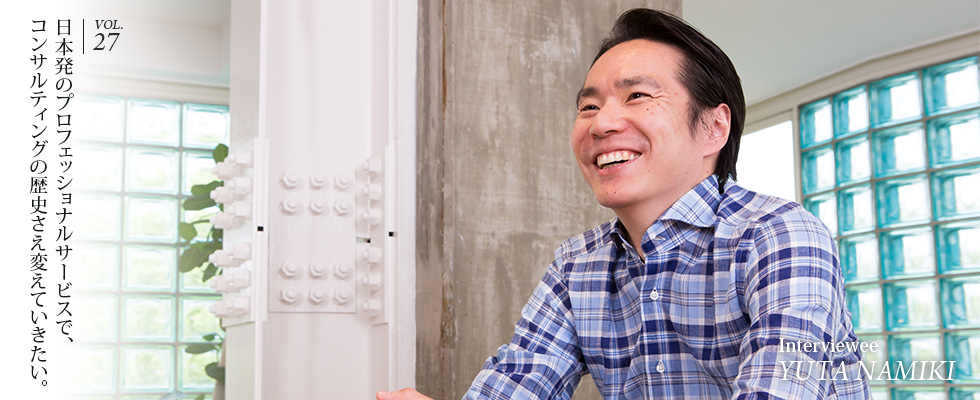 VOL.
27
日本発のプロフェッショナルサービスで、
コンサルティングの歴史さえ変えていきたい。
Interviewee
YUTA NAMIKI